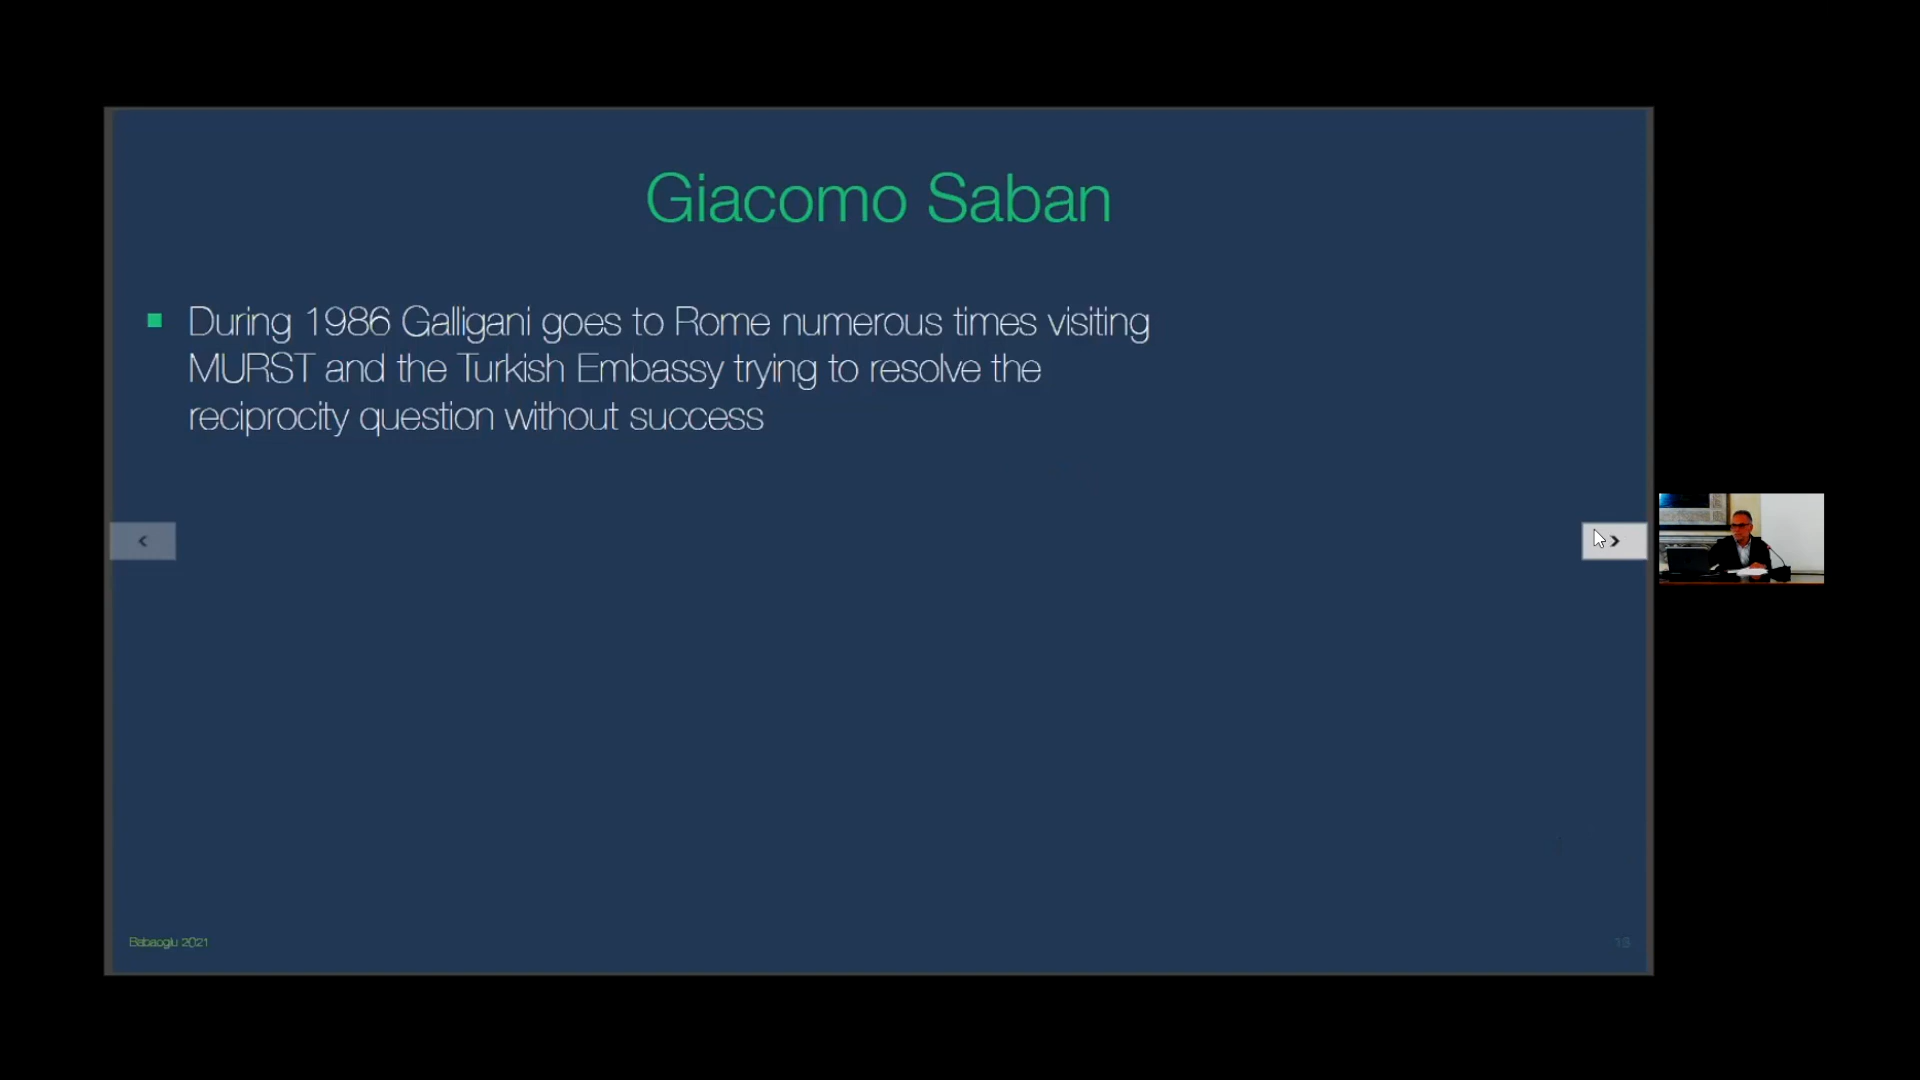 Giacomo Saban
During 1986 Galligani goes to Rome numerous times visiting
MURST and the Turkish Embassy trying to resolve the
reciprocity question without success
Babaoglu 2021
13